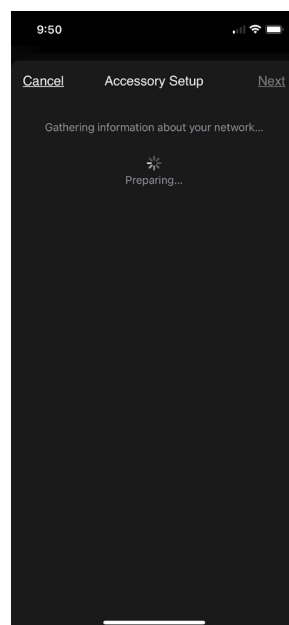 9:50
Cancel Accessory Setup Next
Gathering information about your network...
Preparing...